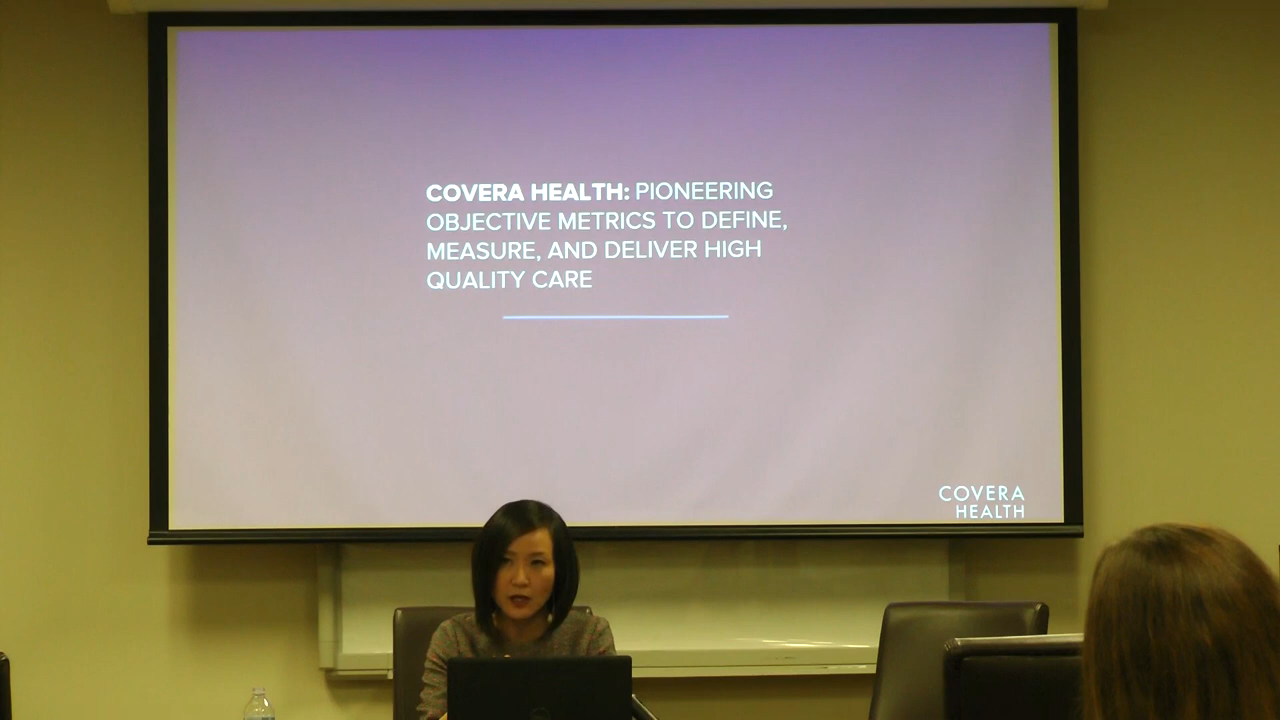 COVERA HEALTH: PIONEERING
OBJECTIVE METRICS TO DEFINE,
MEASURE, AND DELIVER HIGH
QUALITY CARE
COVERA
HEALTH